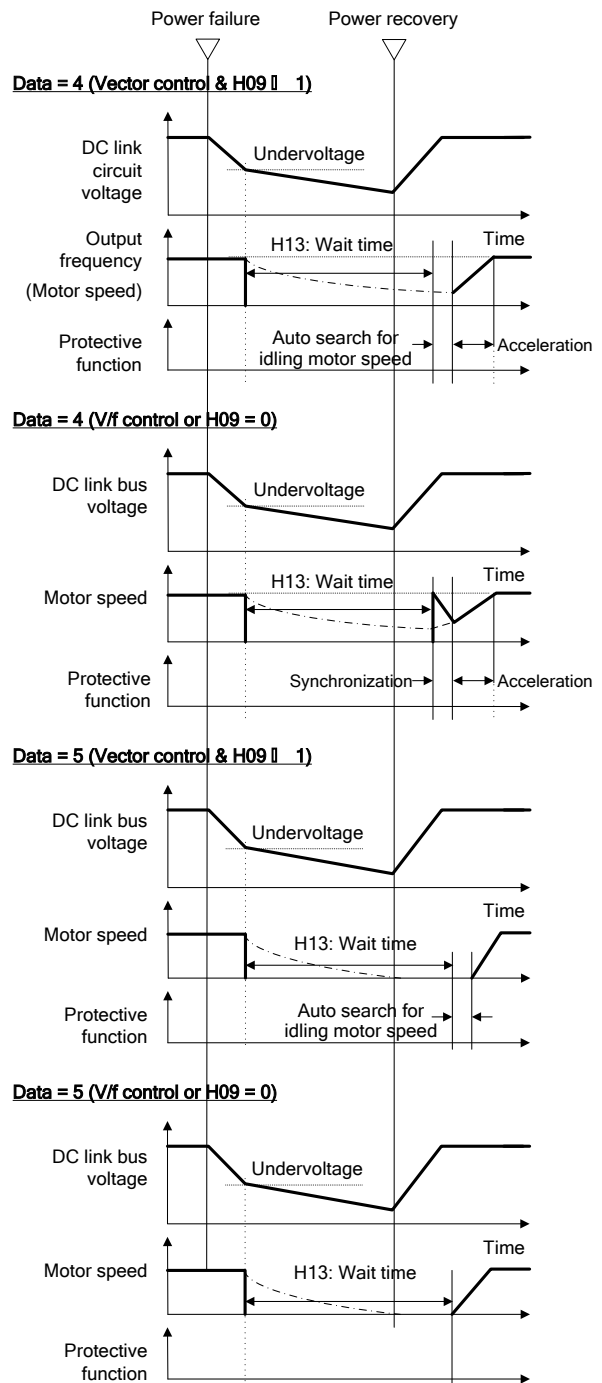 Power failure
Power recovery
Data = 4 (Vector control & H09 ▯ 1)
DC link
circuit
voltage
Undervoltage
Output
frequency
(Motor speed)
H13: Wait time
Time
Protective
function
Auto search for
idling motor speed
Acceleration
Data = 4 (V/f control or H09 = 0)
DC link bus
voltage
Undervoltage
Motor speed
H13: Wait time
Time
Protective
function
Synchronization
Acceleration
Data = 5 (Vector control & H09 ▯ 1)
DC link bus
voltage
Undervoltage
Motor speed
H13: Wait time
Time
Protective
function
Auto search for
idling motor speed
Data = 5 (V/f control or H09 = 0)
DC link bus
voltage
Undervoltage
Motor speed
H13: Wait time
Time
Protective
function